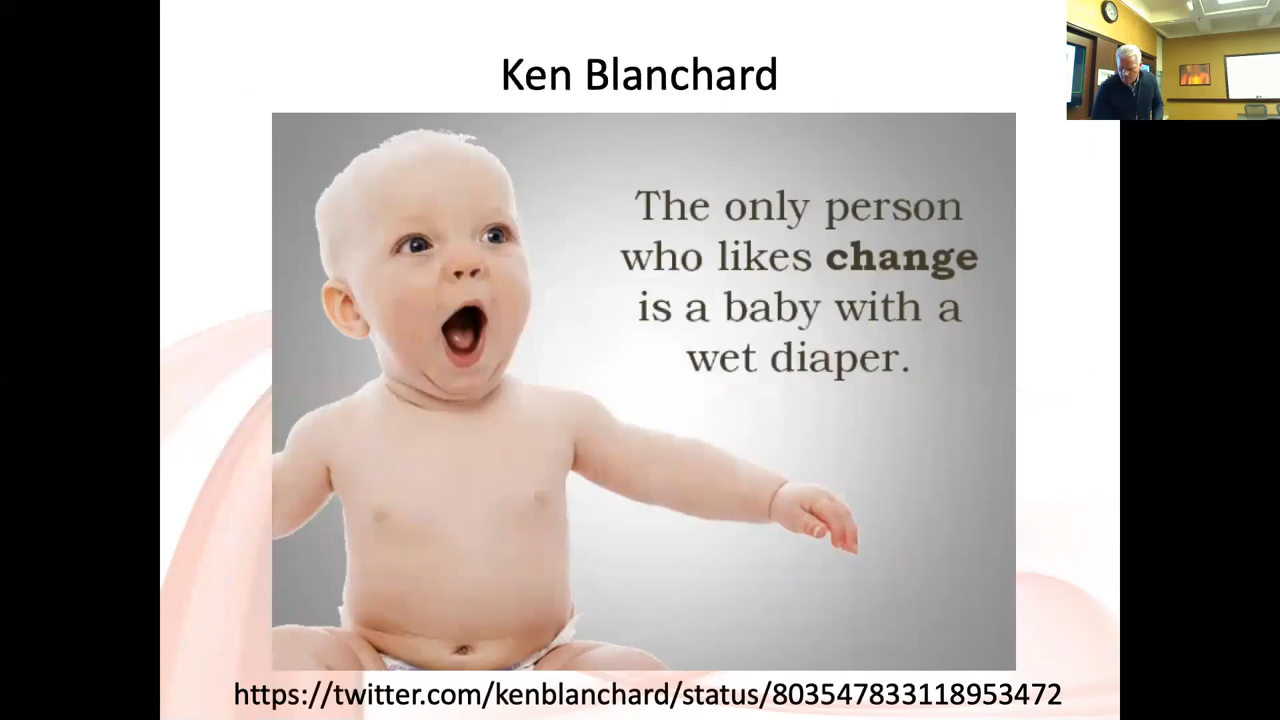 Ken Blanchard
The only person
who likes change
is a baby with a
wet diaper.
https://twitter.com/kenblanchard/status/803547833118953472